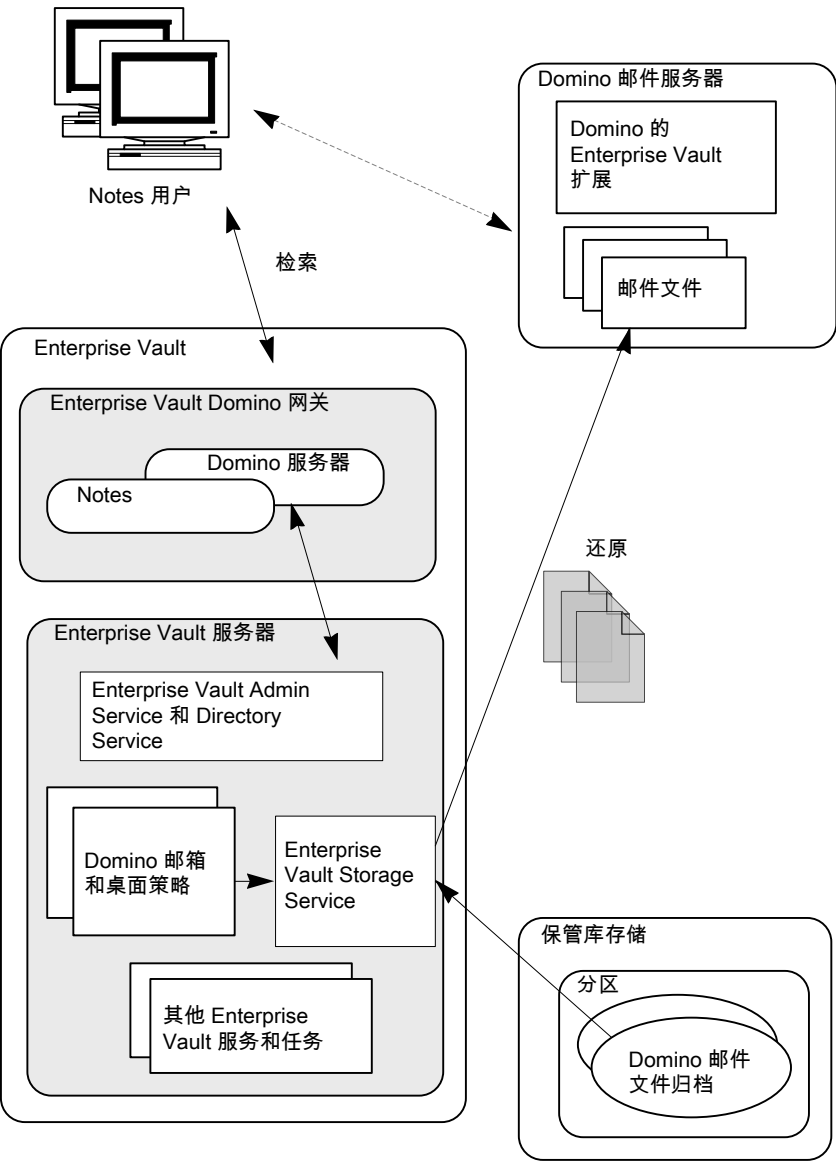 Notes 用户
检索
Domino 邮件服务器
Domino 的
Enterprise Vault
扩展
邮件文件
Enterprise Vault
Enterprise Vault Domino 网关
Domino 服务器
Notes
还原
Enterprise Vault 服务器
Enterprise Vault Admin
Service 和 Directory
Service
Domino 邮箱
和桌面策略
Enterprise
Vault Storage
Service
其他 Enterprise
Vault 服务和任务
保管库存储
分区
Domino 邮件
文件归档